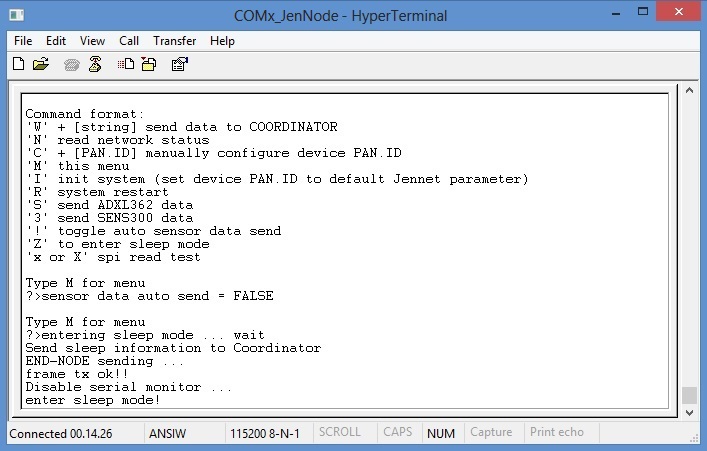 COMx_JenNode - HyperTerminal
File Edit View Call Transfer Help
Command format:
'W' + [string] send data to COORDINATOR
'N' read network status
'C' + [PAN.ID] manually configure device PAN.ID
'M' this menu
'I' init system (set device PAN.ID to default Jennet parameter)
'R' system restart
'S' send ADXL362 data
'3' send SENS300 data
'!' toggle auto sensor data send
'Z' to enter sleep mode
'x or X' spi read test
Type M for menu
?>sensor data auto send = FALSE
Type M for menu
?>entering sleep mode ... wait
Send sleep information to Coordinator
END-NODE sending ...
frame tx ok!!
Disable serial monitor ...
enter sleep mode!
Connected 00.14.26 ANSIW 115200 8-N-1 SCROLL CAPS NUM Capture Print echo